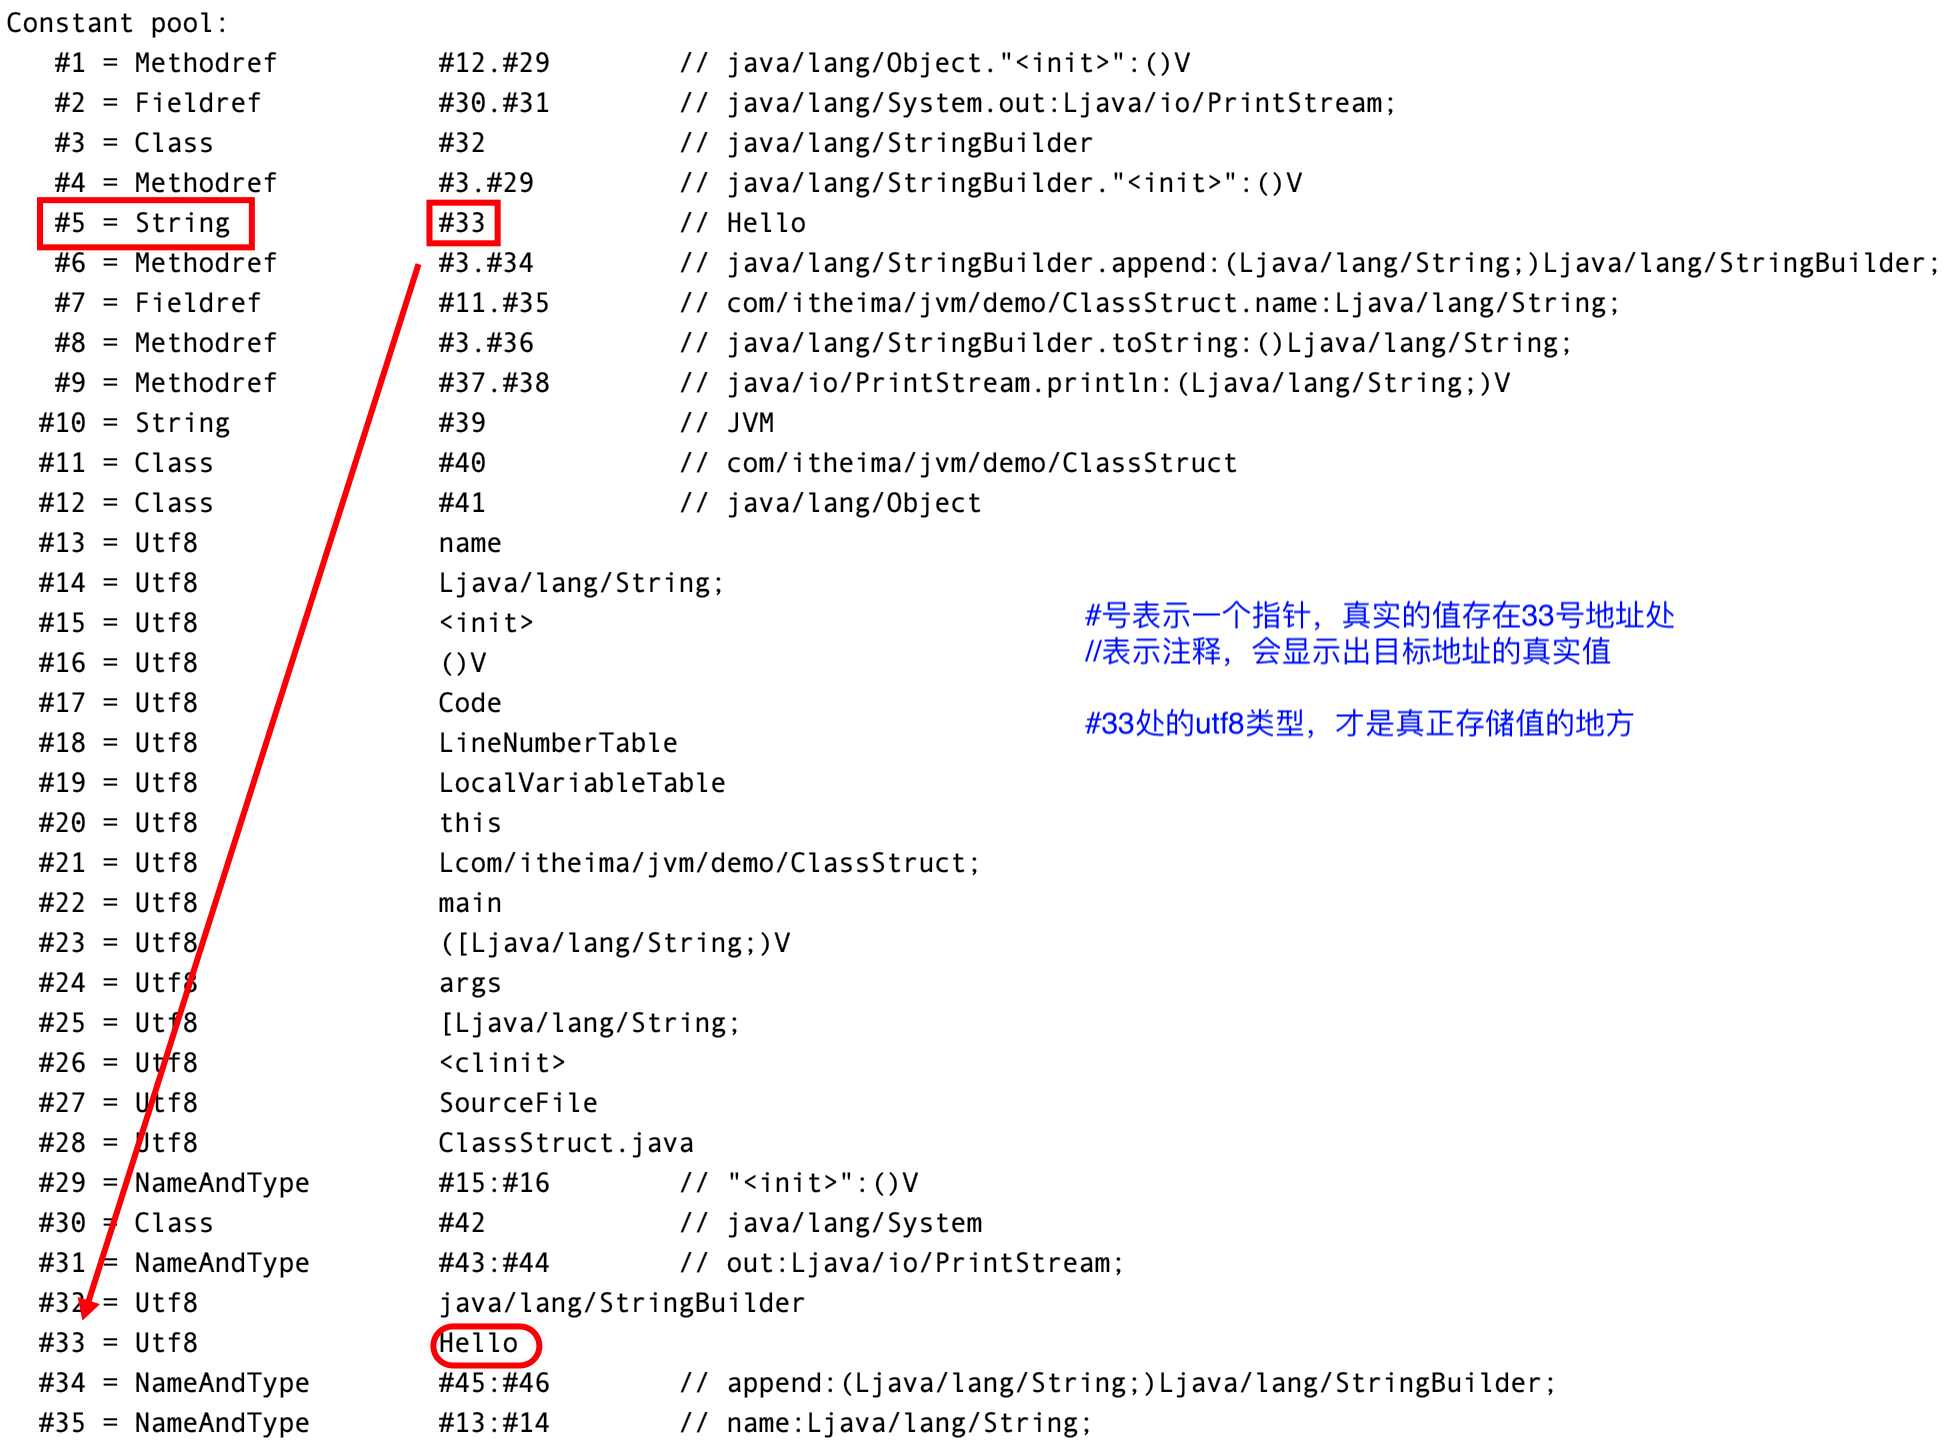 Constant pool:
#1 = Methodref #12.#29 // java/lang/Object."<init>":()V
#2 = Fieldref #30.#31 // java/lang/System.out:Ljava/io/PrintStream;
#3 = Class #32 // java/lang/StringBuilder
#4 = Methodref #3.#29 // java/lang/StringBuilder."<init>":()V
#5 = String #33 // Hello
#6 = Methodref #3.#34 // java/lang/StringBuilder.append:(Ljava/lang/String;)Ljava/lang/StringBuilder;
#7 = Fieldref #11.#35 // com/itheima/jvm/demo/ClassStruct.name:Ljava/lang/String;
#8 = Methodref #3.#36 // java/lang/StringBuilder.toString:()Ljava/lang/String;
#9 = Methodref #37.#38 // java/io/PrintStream.println:(Ljava/lang/String;)V
#10 = String #39 // JVM
#11 = Class #40 // com/itheima/jvm/demo/ClassStruct
#12 = Class #41 // java/lang/Object
#13 = Utf8 name
#14 = Utf8 Ljava/lang/String;
#15 = Utf8 <init>
#16 = Utf8 ()V
#17 = Utf8 Code
#18 = Utf8 LineNumberTable
#19 = Utf8 LocalVariableTable
#20 = Utf8 this
#21 = Utf8 Lcom/itheima/jvm/demo/ClassStruct;
#22 = Utf8 main
#23 = Utf8 ([Ljava/lang/String;)V
#24 = Utf8 args
#25 = Utf8 [Ljava/lang/String;
#26 = Utf8 <clinit>
#27 = Utf8 SourceFile
#28 = Utf8 ClassStruct.java
#29 = NameAndType #15:#16 // "<init>":()V
#30 = Class #42 // java/lang/System
#31 = NameAndType #43:#44 // out:Ljava/io/PrintStream;
#32 = Utf8 java/lang/StringBuilder
#33 = Utf8 Hello
#34 = NameAndType #45:#46 // append:(Ljava/lang/String;)Ljava/lang/StringBuilder;
#35 = NameAndType #13:#14 // name:Ljava/lang/String;
#号表示一个指针，真实的值存在33号地址处
//表示注释，会显示出目标地址的真实值
#33处的utf8类型，才是真正存储值的地方